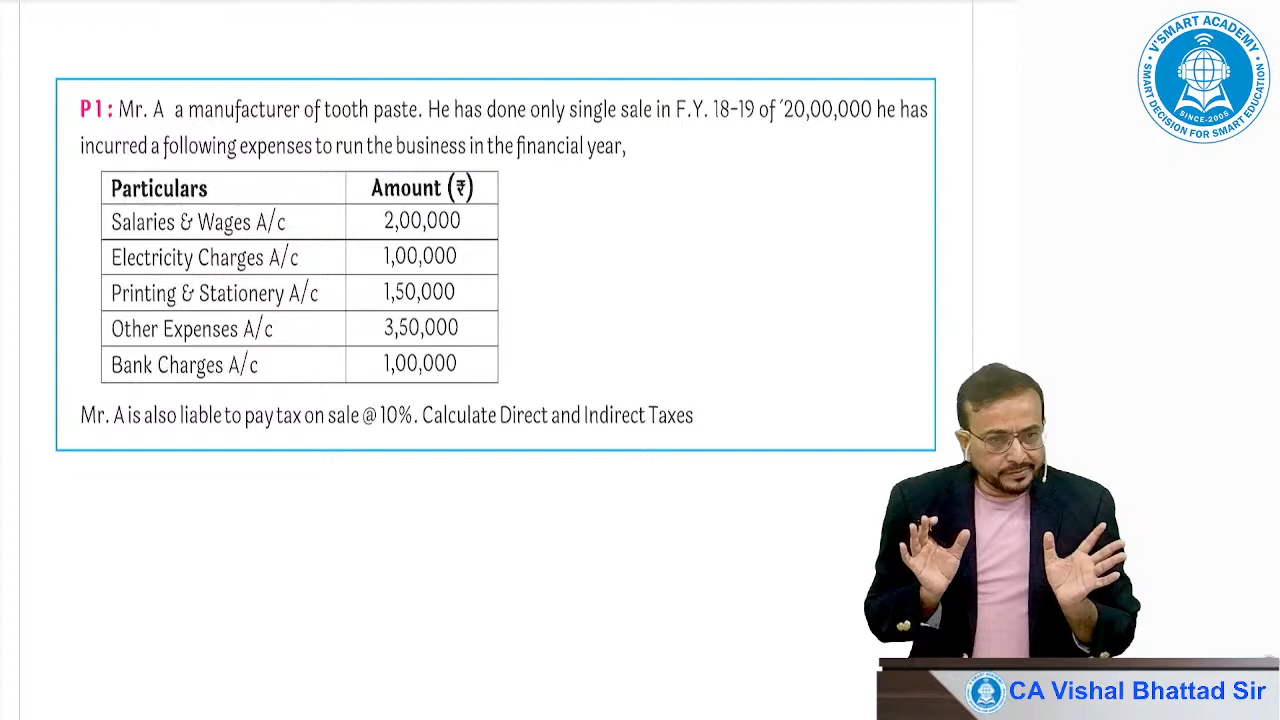 P 1 : Mr. A a manufacturer of tooth paste. He has done only single sale in F.Y. 18-19 of ´20,00,000 he has
incurred a following expenses to run the business in the financial year,
Particulars Amount (₹)
Salaries & Wages A/c 2,00,000
Electricity Charges A/c 1,00,000
Printing & Stationery A/c 1,50,000
Other Expenses A/c 3,50,000
Bank Charges A/c 1,00,000
Mr. A is also liable to pay tax on sale @ 10%. Calculate Direct and Indirect Taxes
V'SMART ACADEMY
SINCE-2005
SMART DECISION FOR SMART EDUCATION
CA Vishal Bhattad Sir